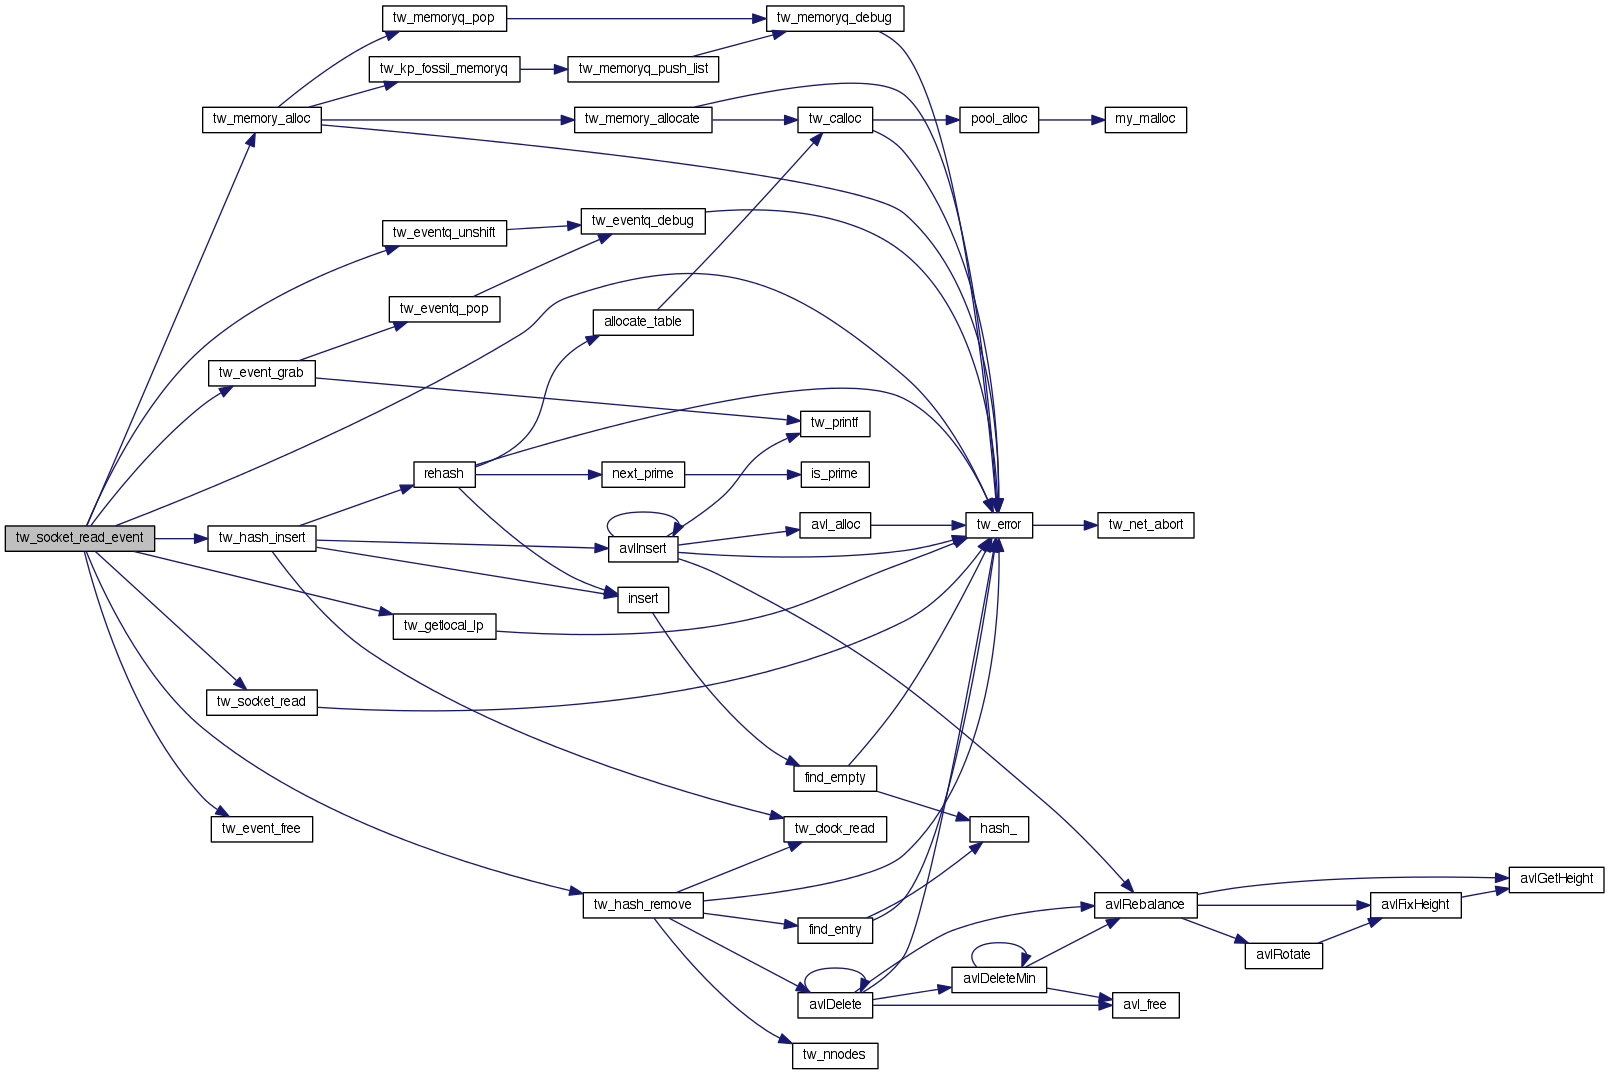 tw_memoryq_pop
tw_memoryq_debug
tw_kp_fossil_memoryq
tw_memoryq_push_list
tw_memory_alloc
tw_memory_allocate
tw_calloc
pool_alloc
my_malloc
tw_eventq_unshift
tw_eventq_debug
tw_eventq_pop
allocate_table
tw_event_grab
tw_printf
rehash
next_prime
is_prime
tw_socket_read_event
tw_hash_insert
avlInsert
avl_alloc
tw_error
tw_net_abort
insert
tw_getlocal_lp
tw_socket_read
find_empty
tw_event_free
tw_clock_read
hash_
avlGetHeight
tw_hash_remove
avlRebalance
avlFixHeight
find_entry
avlRotate
avlDeleteMin
avlDelete
avl_free
tw_nnodes